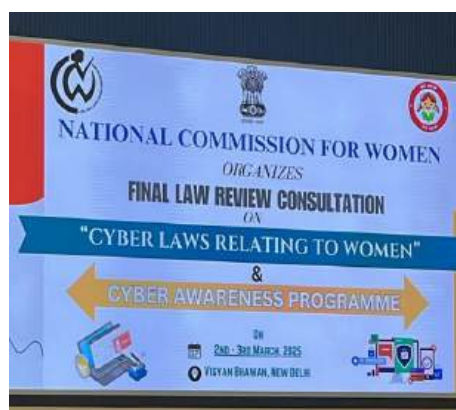 NATIONAL COMMISSION FOR WOMEN
ORGANIZES
FINAL LAW REVIEW CONSULTATION
ON
"CYBER LAWS RELATING TO WOMEN"
&
CYBER AWARENESS PROGRAMME
ON
2ND - 3RD MARCH, 2025
VIGYAN BHAWAN, NEW DELHI